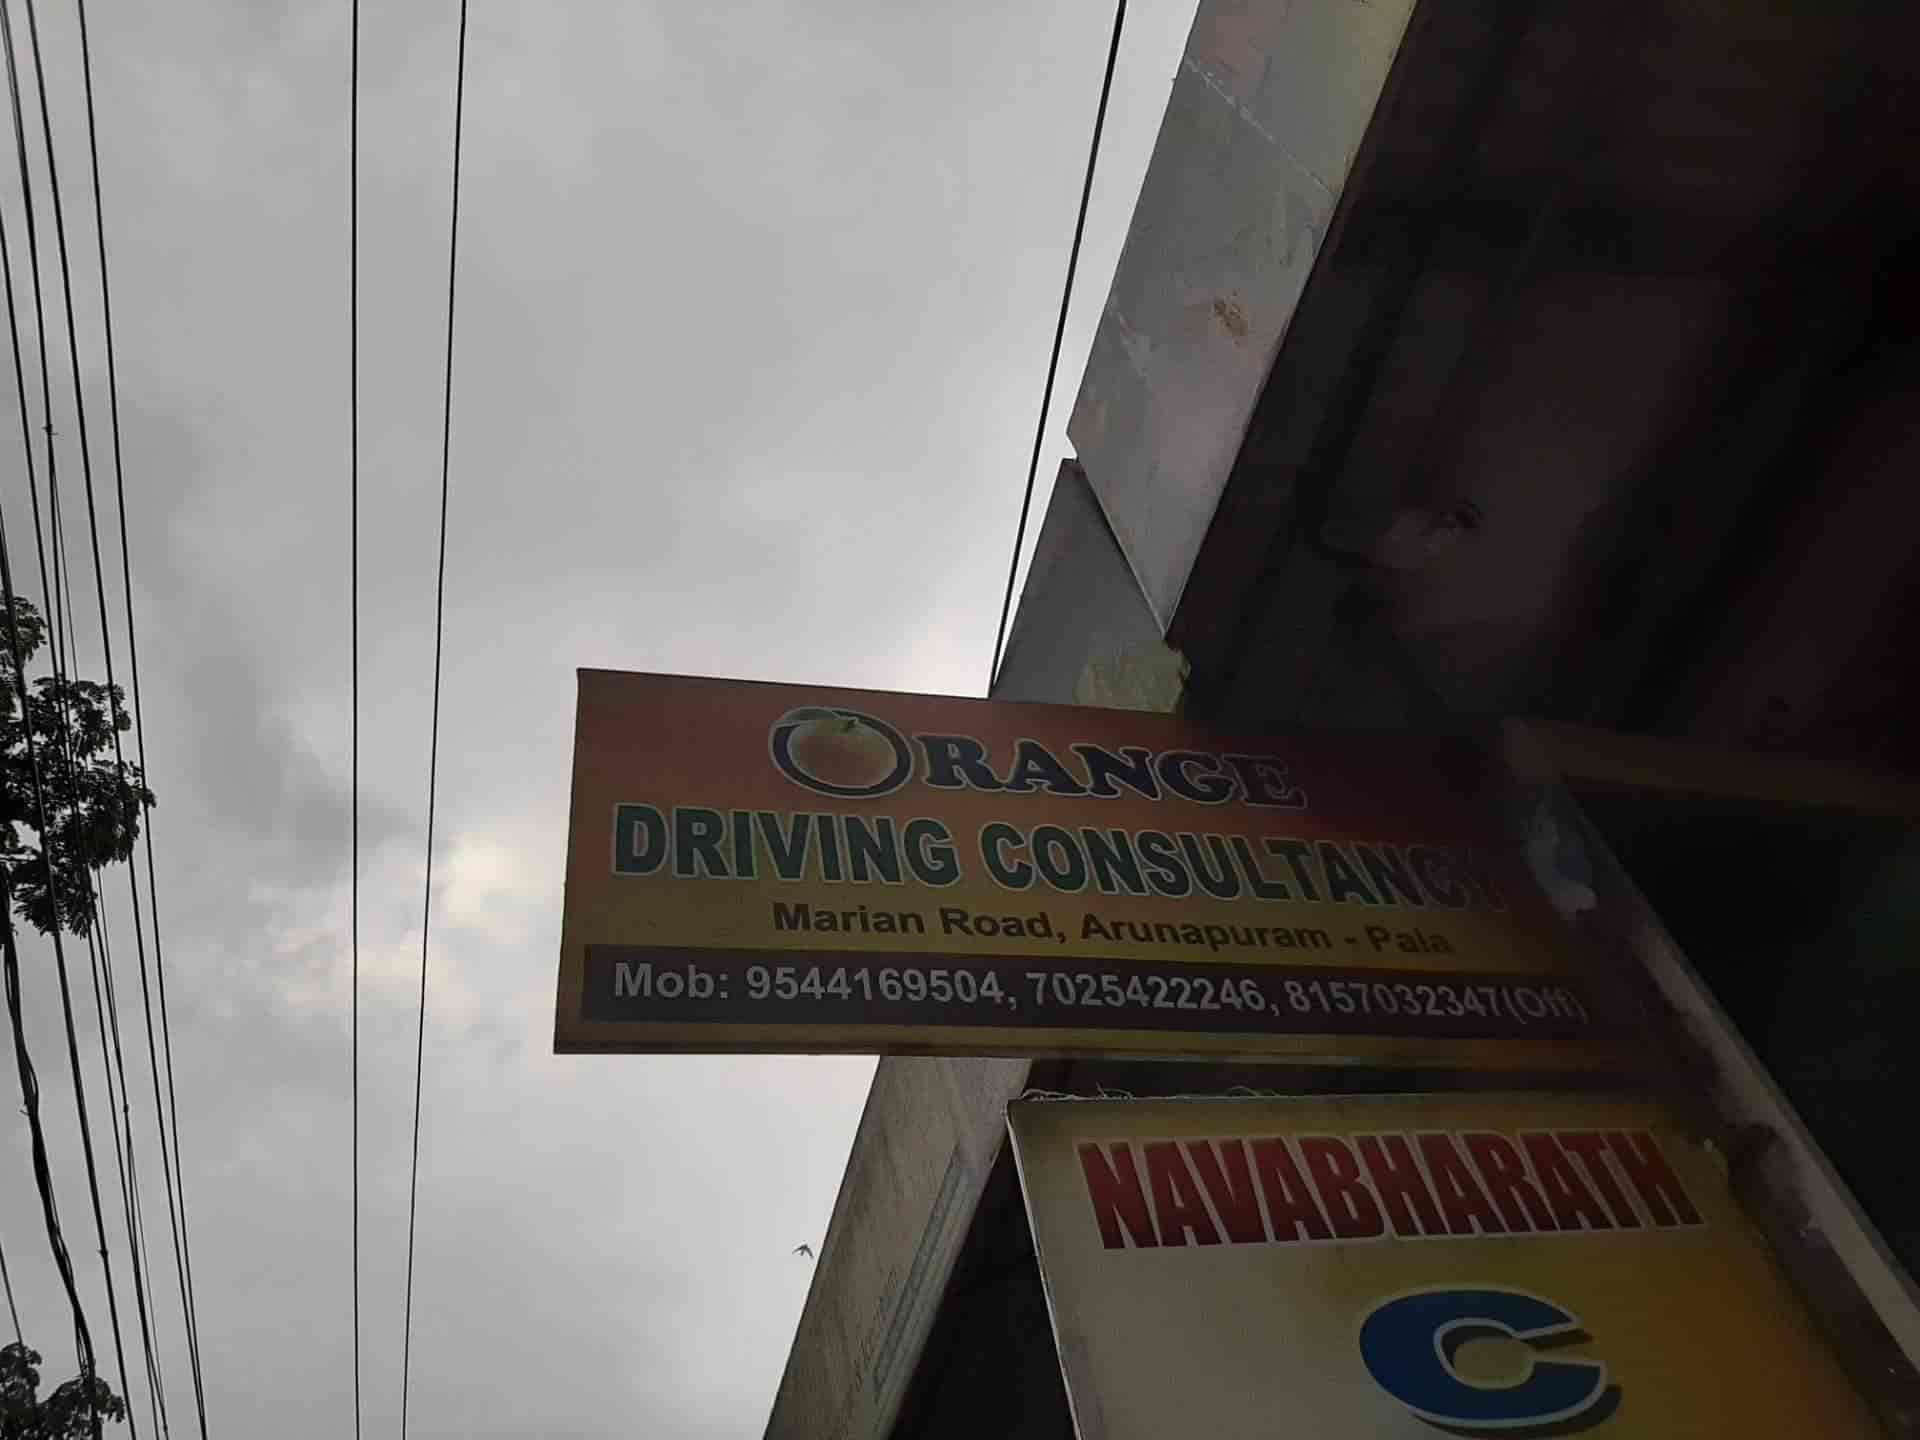 ORANGE
DRIVING CONSULTANCY
Marian Road, Arunapuram - Pala
Mob: 9544169504, 7025422246, 8157032347(Off)
NAVABHARATH
C